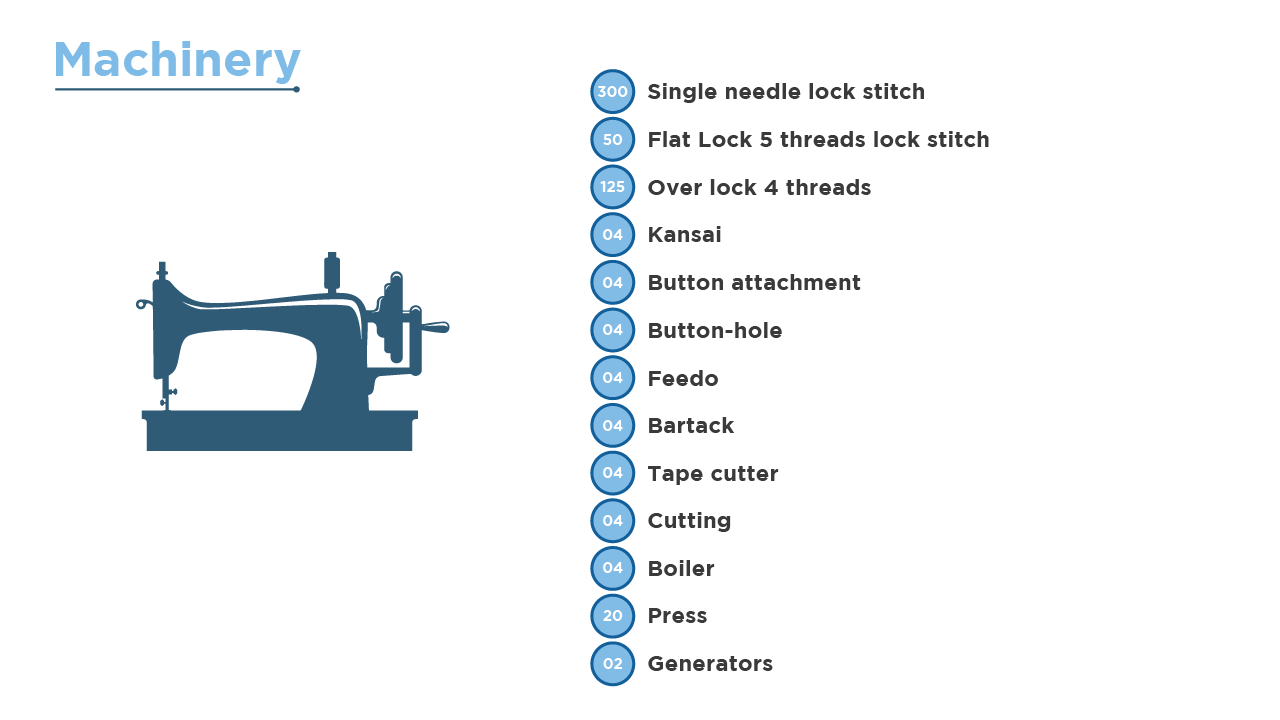 Machinery
300 Single needle lock stitch
50 Flat Lock 5 threads lock stitch
125 Over lock 4 threads
04 Kansai
04 Button attachment
04 Button-hole
04 Feedo
04 Bartack
04 Tape cutter
04 Cutting
04 Boiler
20 Press
02 Generators